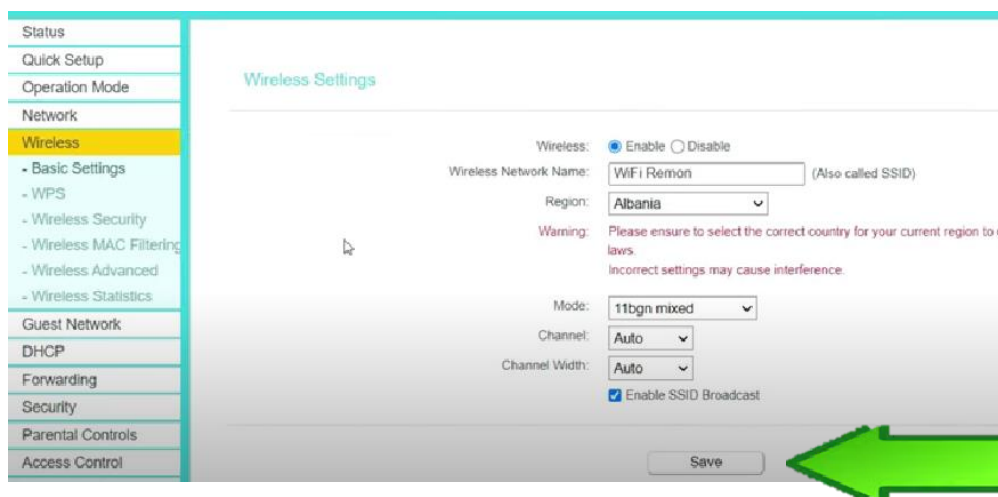 Status
Quick Setup
Operation Mode
Network
Wireless
- Basic Settings
- WPS
- Wireless Security
- Wireless MAC Filtering
- Wireless Advanced
- Wireless Statistics
Guest Network
DHCP
Forwarding
Security
Parental Controls
Access Control
Wireless Settings
Wireless: Enable Disable
Wireless Network Name: WiFi Remon (Also called SSID)
Region: Albania
Warning: Please ensure to select the correct country for your current region to
laws.
Incorrect settings may cause interference.
Mode: 11bgn mixed
Channel: Auto
Channel Width: Auto
Enable SSID Broadcast
Save